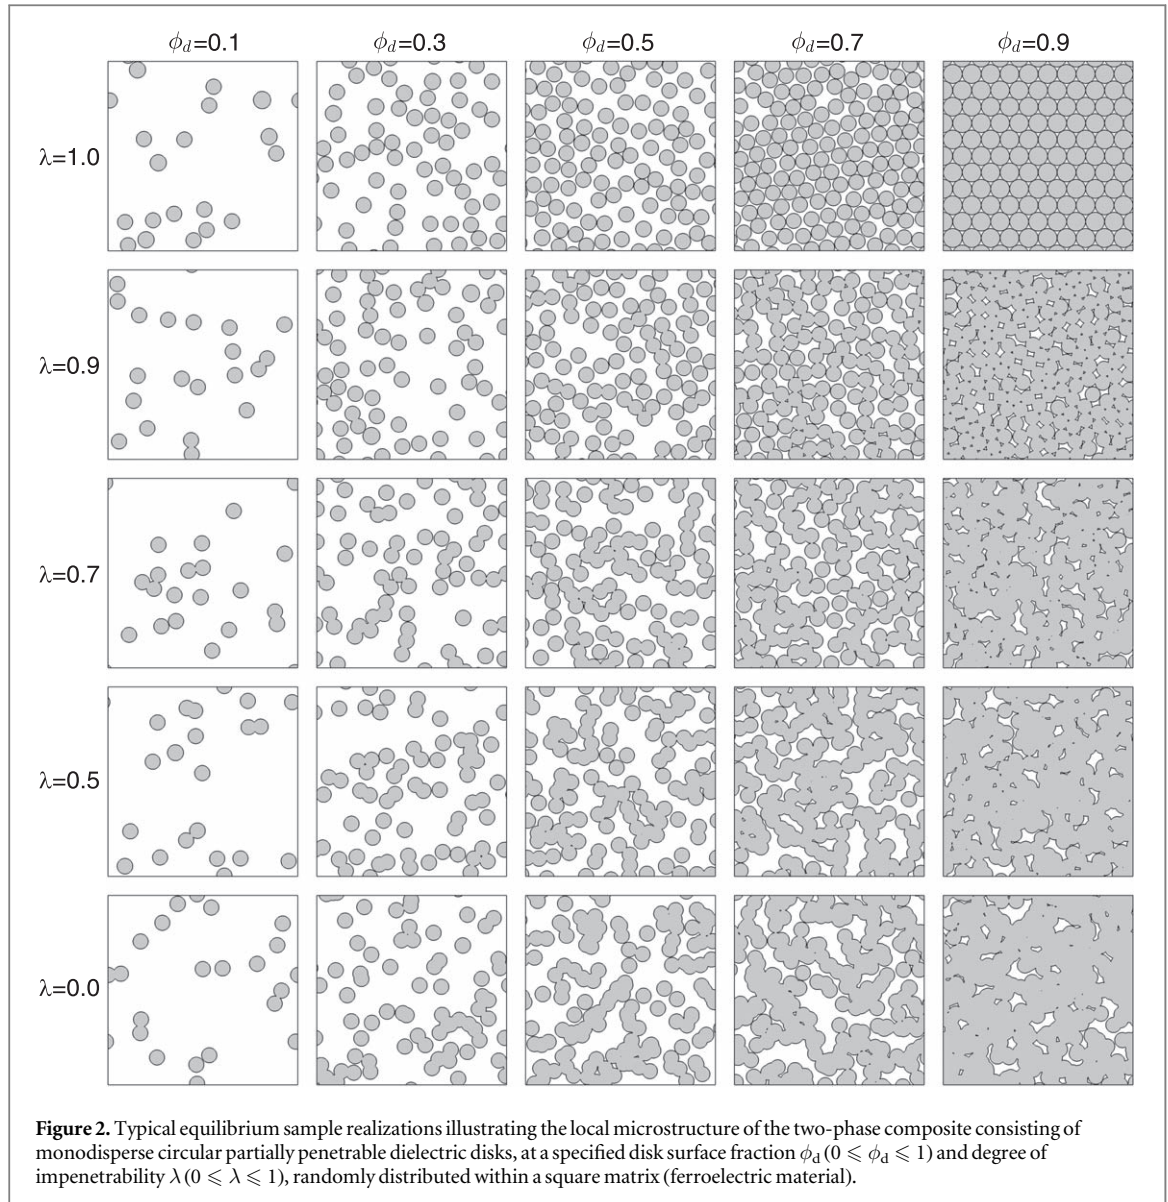 ϕd=0.1 ϕd=0.3 ϕd=0.5 ϕd=0.7 ϕd=0.9
λ=1.0
λ=0.9
λ=0.7
λ=0.5
λ=0.0
Figure 2. Typical equilibrium sample realizations illustrating the local microstructure of the two-phase composite consisting of
monodisperse circular partially penetrable dielectric disks, at a specified disk surface fraction ϕd (0 ⩽ ϕd ⩽ 1) and degree of
impenetrability λ (0 ⩽ λ ⩽ 1), randomly distributed within a square matrix (ferroelectric material).